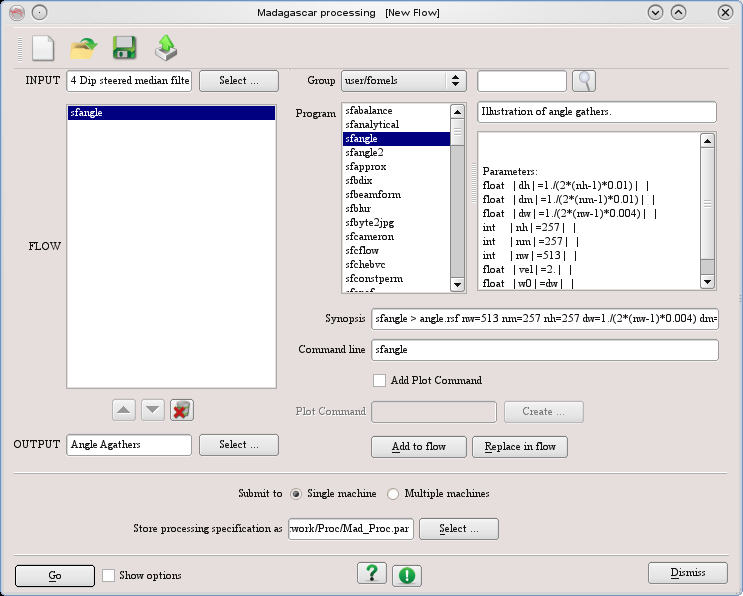 Madagascar processing [New Flow]
INPUT
4 Dip steered median filte
Select ...
Group
user/fomels
FLOW
sfangle
Program
sfabalance
sfanalytical
sfangle
sfangle2
sfapprox
sfbdix
sfbeamform
sfblur
sfbyte2jpg
sfcameron
sfcflow
sfchebvc
sfconstperm
Illustration of angle gathers.
Parameters:
float | dh | =1./(2*(nh-1)*0.01) | |
float | dm | =1./(2*(nm-1)*0.01) | |
float | dw | =1./(2*(nw-1)*0.004) | |
int | nh | =257 | |
int | nm | =257 | |
int | nw | =513 | |
float | vel | =2. | |
float | w0 | =dw | |
Synopsis
sfangle > angle.rsf nw=513 nm=257 nh=257 dw=1./(2*(nw-1)*0.004) dm=
Command line
sfangle
Add Plot Command
Plot Command
Create ...
OUTPUT
Angle Agathers
Select ...
Add to flow
Replace in flow
Submit to
Single machine
Multiple machines
Store processing specification as
work/Proc/Mad_Proc.par
Select ...
Go
Show options
?
!
Dismiss